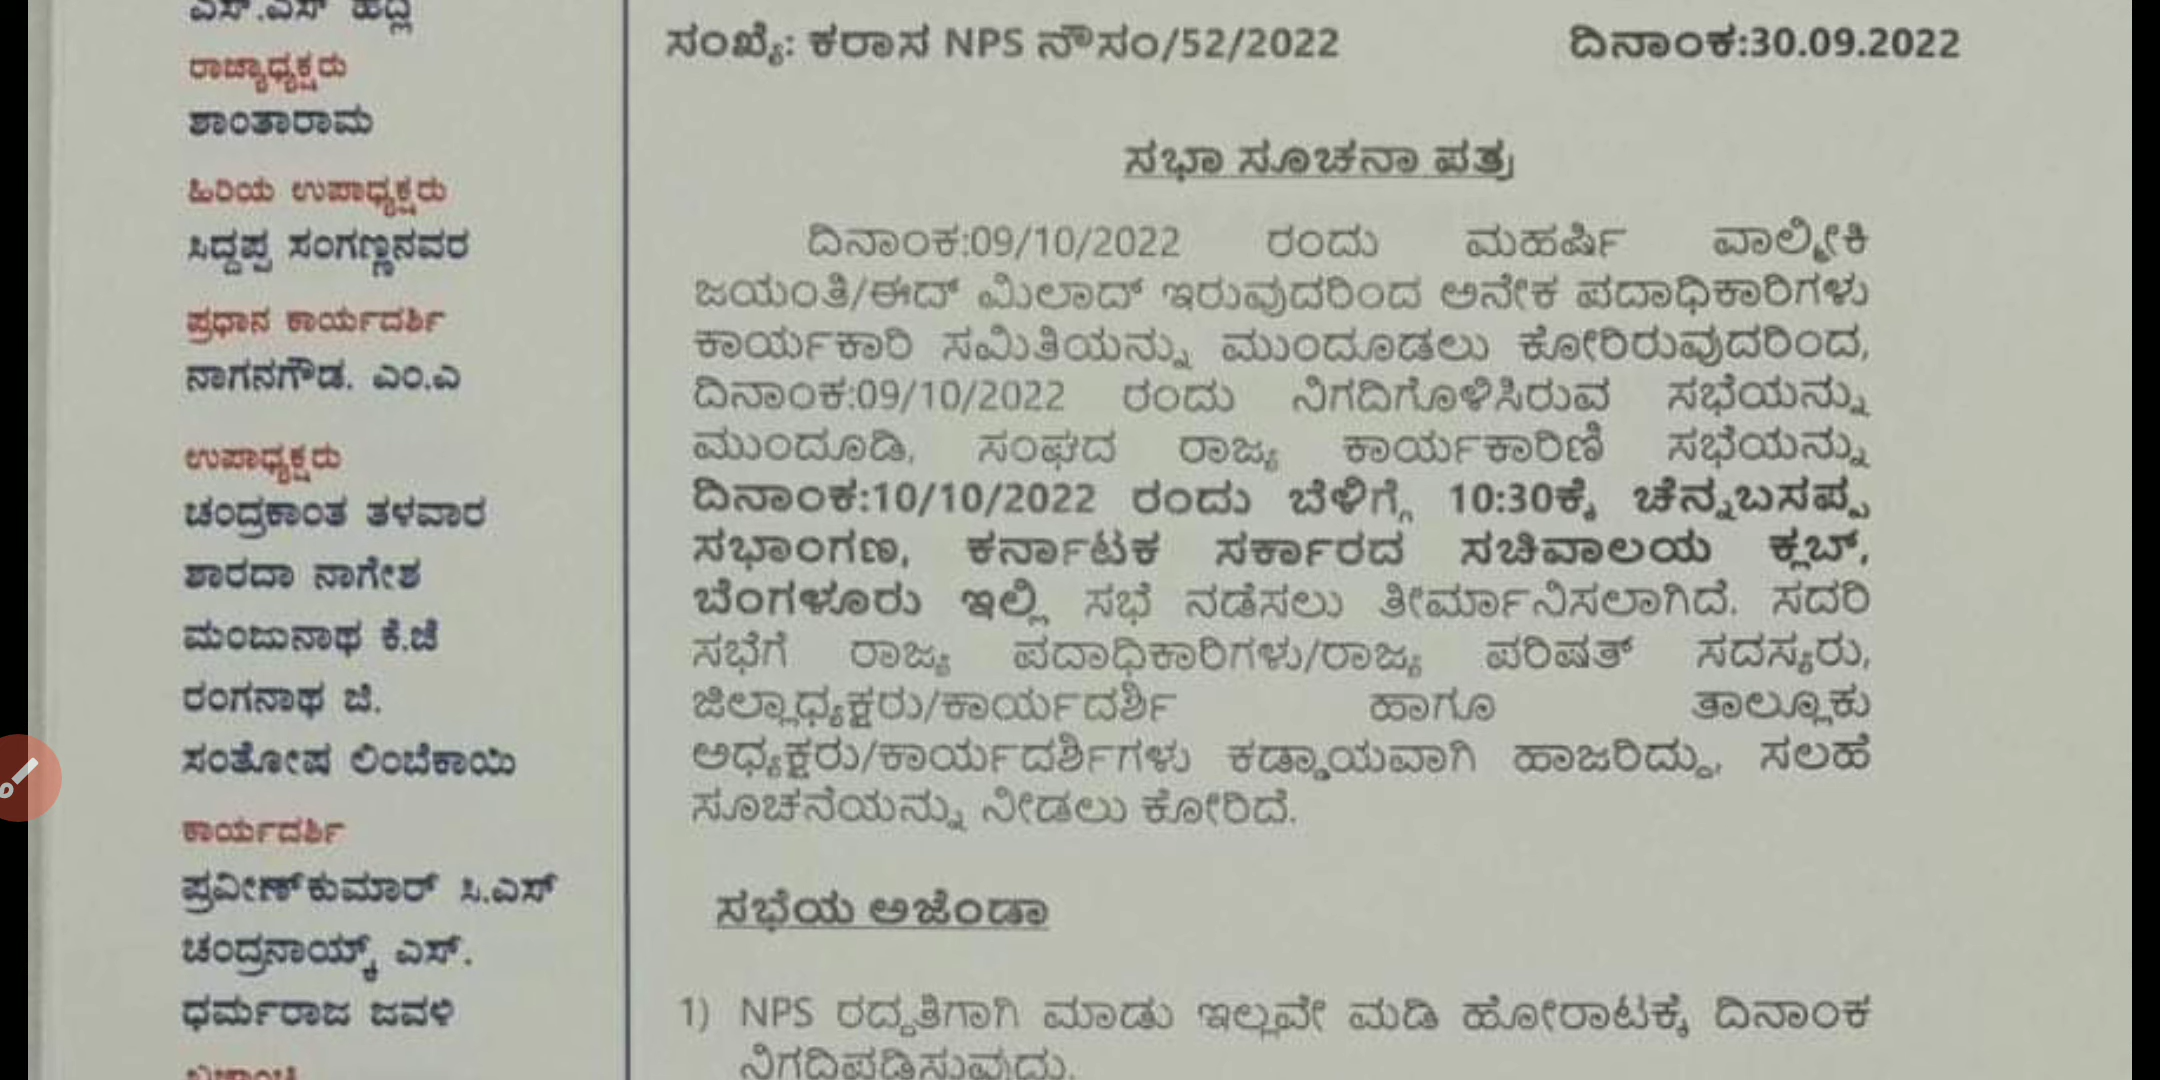 ಎಸ್.ಎಸ್ ಹದ್ಲಿ
ರಾಜ್ಯಾಧ್ಯಕ್ಷರು
ಶಾಂತಾರಾಮ
ಹಿರಿಯ ಉಪಾಧ್ಯಕ್ಷರು
ಸಿದ್ದಪ್ಪ ಸಂಗಣ್ಣನವರ
ಪ್ರಧಾನ ಕಾರ್ಯದರ್ಶಿ
ನಾಗನಗೌಡ. ಎಂ.ಎ
ಉಪಾಧ್ಯಕ್ಷರು
ಚಂದ್ರಕಾಂತ ತಳವಾರ
ಶಾರದಾ ನಾಗೇಶ
ಮಂಜುನಾಥ ಕೆ.ಜೆ
ರಂಗನಾಥ ಜಿ.
ಸಂತೋಷ ಲಿಂಬೆಕಾಯಿ
ಕಾರ್ಯದರ್ಶಿ
ಪ್ರವೀಣ್‌ಕುಮಾರ್ ಸಿ.ಎಸ್
ಚಂದ್ರನಾಯ್ಕ್ ಎಸ್.
ಧರ್ಮರಾಜ ಜವಳಿ
ಸಂಖ್ಯೆ: ಕರಾಸ NPS ನೌಸಂ/52/2022 ದಿನಾಂಕ:30.09.2022
ಸಭಾ ಸೂಚನಾ ಪತ್ರ
ದಿನಾಂಕ:09/10/2022 ರಂದು ಮಹರ್ಷಿ ವಾಲ್ಮೀಕಿ
ಜಯಂತಿ/ಈದ್ ಮಿಲಾದ್ ಇರುವುದರಿಂದ ಅನೇಕ ಪದಾಧಿಕಾರಿಗಳು
ಕಾರ್ಯಕಾರಿ ಸಮಿತಿಯನ್ನು ಮುಂದೂಡಲು ಕೋರಿರುವುದರಿಂದ,
ದಿನಾಂಕ:09/10/2022 ರಂದು ನಿಗದಿಗೊಳಿಸಿರುವ ಸಭೆಯನ್ನು
ಮುಂದೂಡಿ, ಸಂಘದ ರಾಜ್ಯ ಕಾರ್ಯಕಾರಿಣಿ ಸಭೆಯನ್ನು
ದಿನಾಂಕ:10/10/2022 ರಂದು ಬೆಳಿಗ್ಗೆ 10:30ಕ್ಕೆ ಚೆನ್ನಬಸಪ್ಪ
ಸಭಾಂಗಣ, ಕರ್ನಾಟಕ ಸರ್ಕಾರದ ಸಚಿವಾಲಯ ಕ್ಲಬ್,
ಬೆಂಗಳೂರು ಇಲ್ಲಿ ಸಭೆ ನಡೆಸಲು ತೀರ್ಮಾನಿಸಲಾಗಿದೆ. ಸದರಿ
ಸಭೆಗೆ ರಾಜ್ಯ ಪದಾಧಿಕಾರಿಗಳು/ರಾಜ್ಯ ಪರಿಷತ್ ಸದಸ್ಯರು,
ಜಿಲ್ಲಾಧ್ಯಕ್ಷರು/ಕಾರ್ಯದರ್ಶಿ ಹಾಗೂ ತಾಲ್ಲೂಕು
ಅಧ್ಯಕ್ಷರು/ಕಾರ್ಯದರ್ಶಿಗಳು ಕಡ್ಡಾಯವಾಗಿ ಹಾಜರಿದ್ದು, ಸಲಹೆ
ಸೂಚನೆಯನ್ನು ನೀಡಲು ಕೋರಿದೆ.
ಸಭೆಯ ಅಜೆಂಡಾ
1) NPS ರದ್ದತಿಗಾಗಿ ಮಾಡು ಇಲ್ಲವೇ ಮಡಿ ಹೋರಾಟಕ್ಕೆ ದಿನಾಂಕ
ನಿಗದಿಪಡಿಸುವುದು.